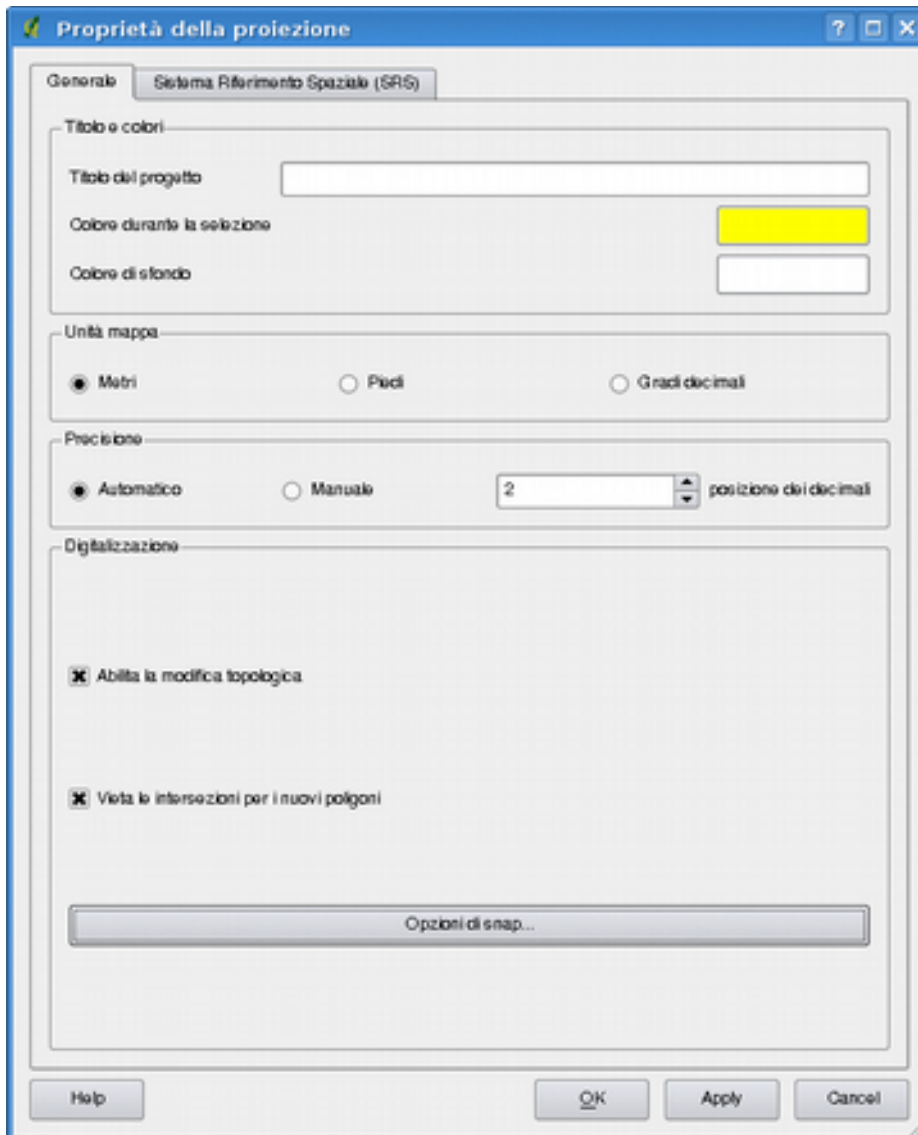 Proprietà della proiezione
Generale Sistema Riferimento Spaziale (SRS)
Titolo e colori
Titolo del progetto
Colore durante la selezione
Colore di sfondo
Unità mappa
Metri Piedi Gradi decimali
Precisione
Automatico Manuale 2 posizione dei decimali
Digitalizzazione
Abilita la modifica topologica
Vieta le intersezioni per i nuovi poligoni
Opzioni di snap...
Help OK Apply Cancel